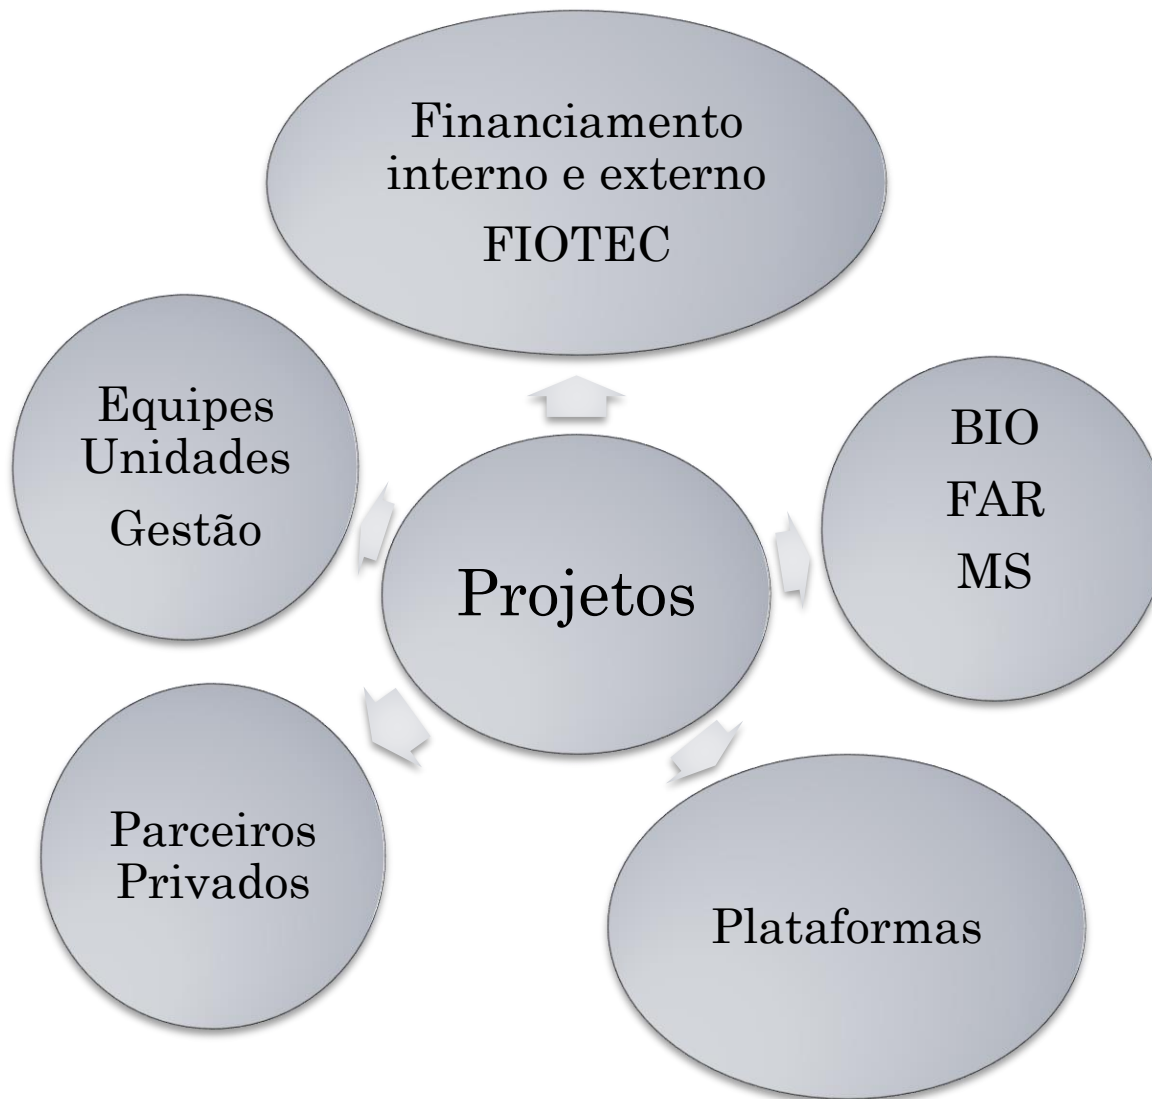 Financiamento
interno e externo
FIOTEC
Equipes
Unidades
Gestão
BIO
FAR
MS
Projetos
Parceiros
Privados
Plataformas